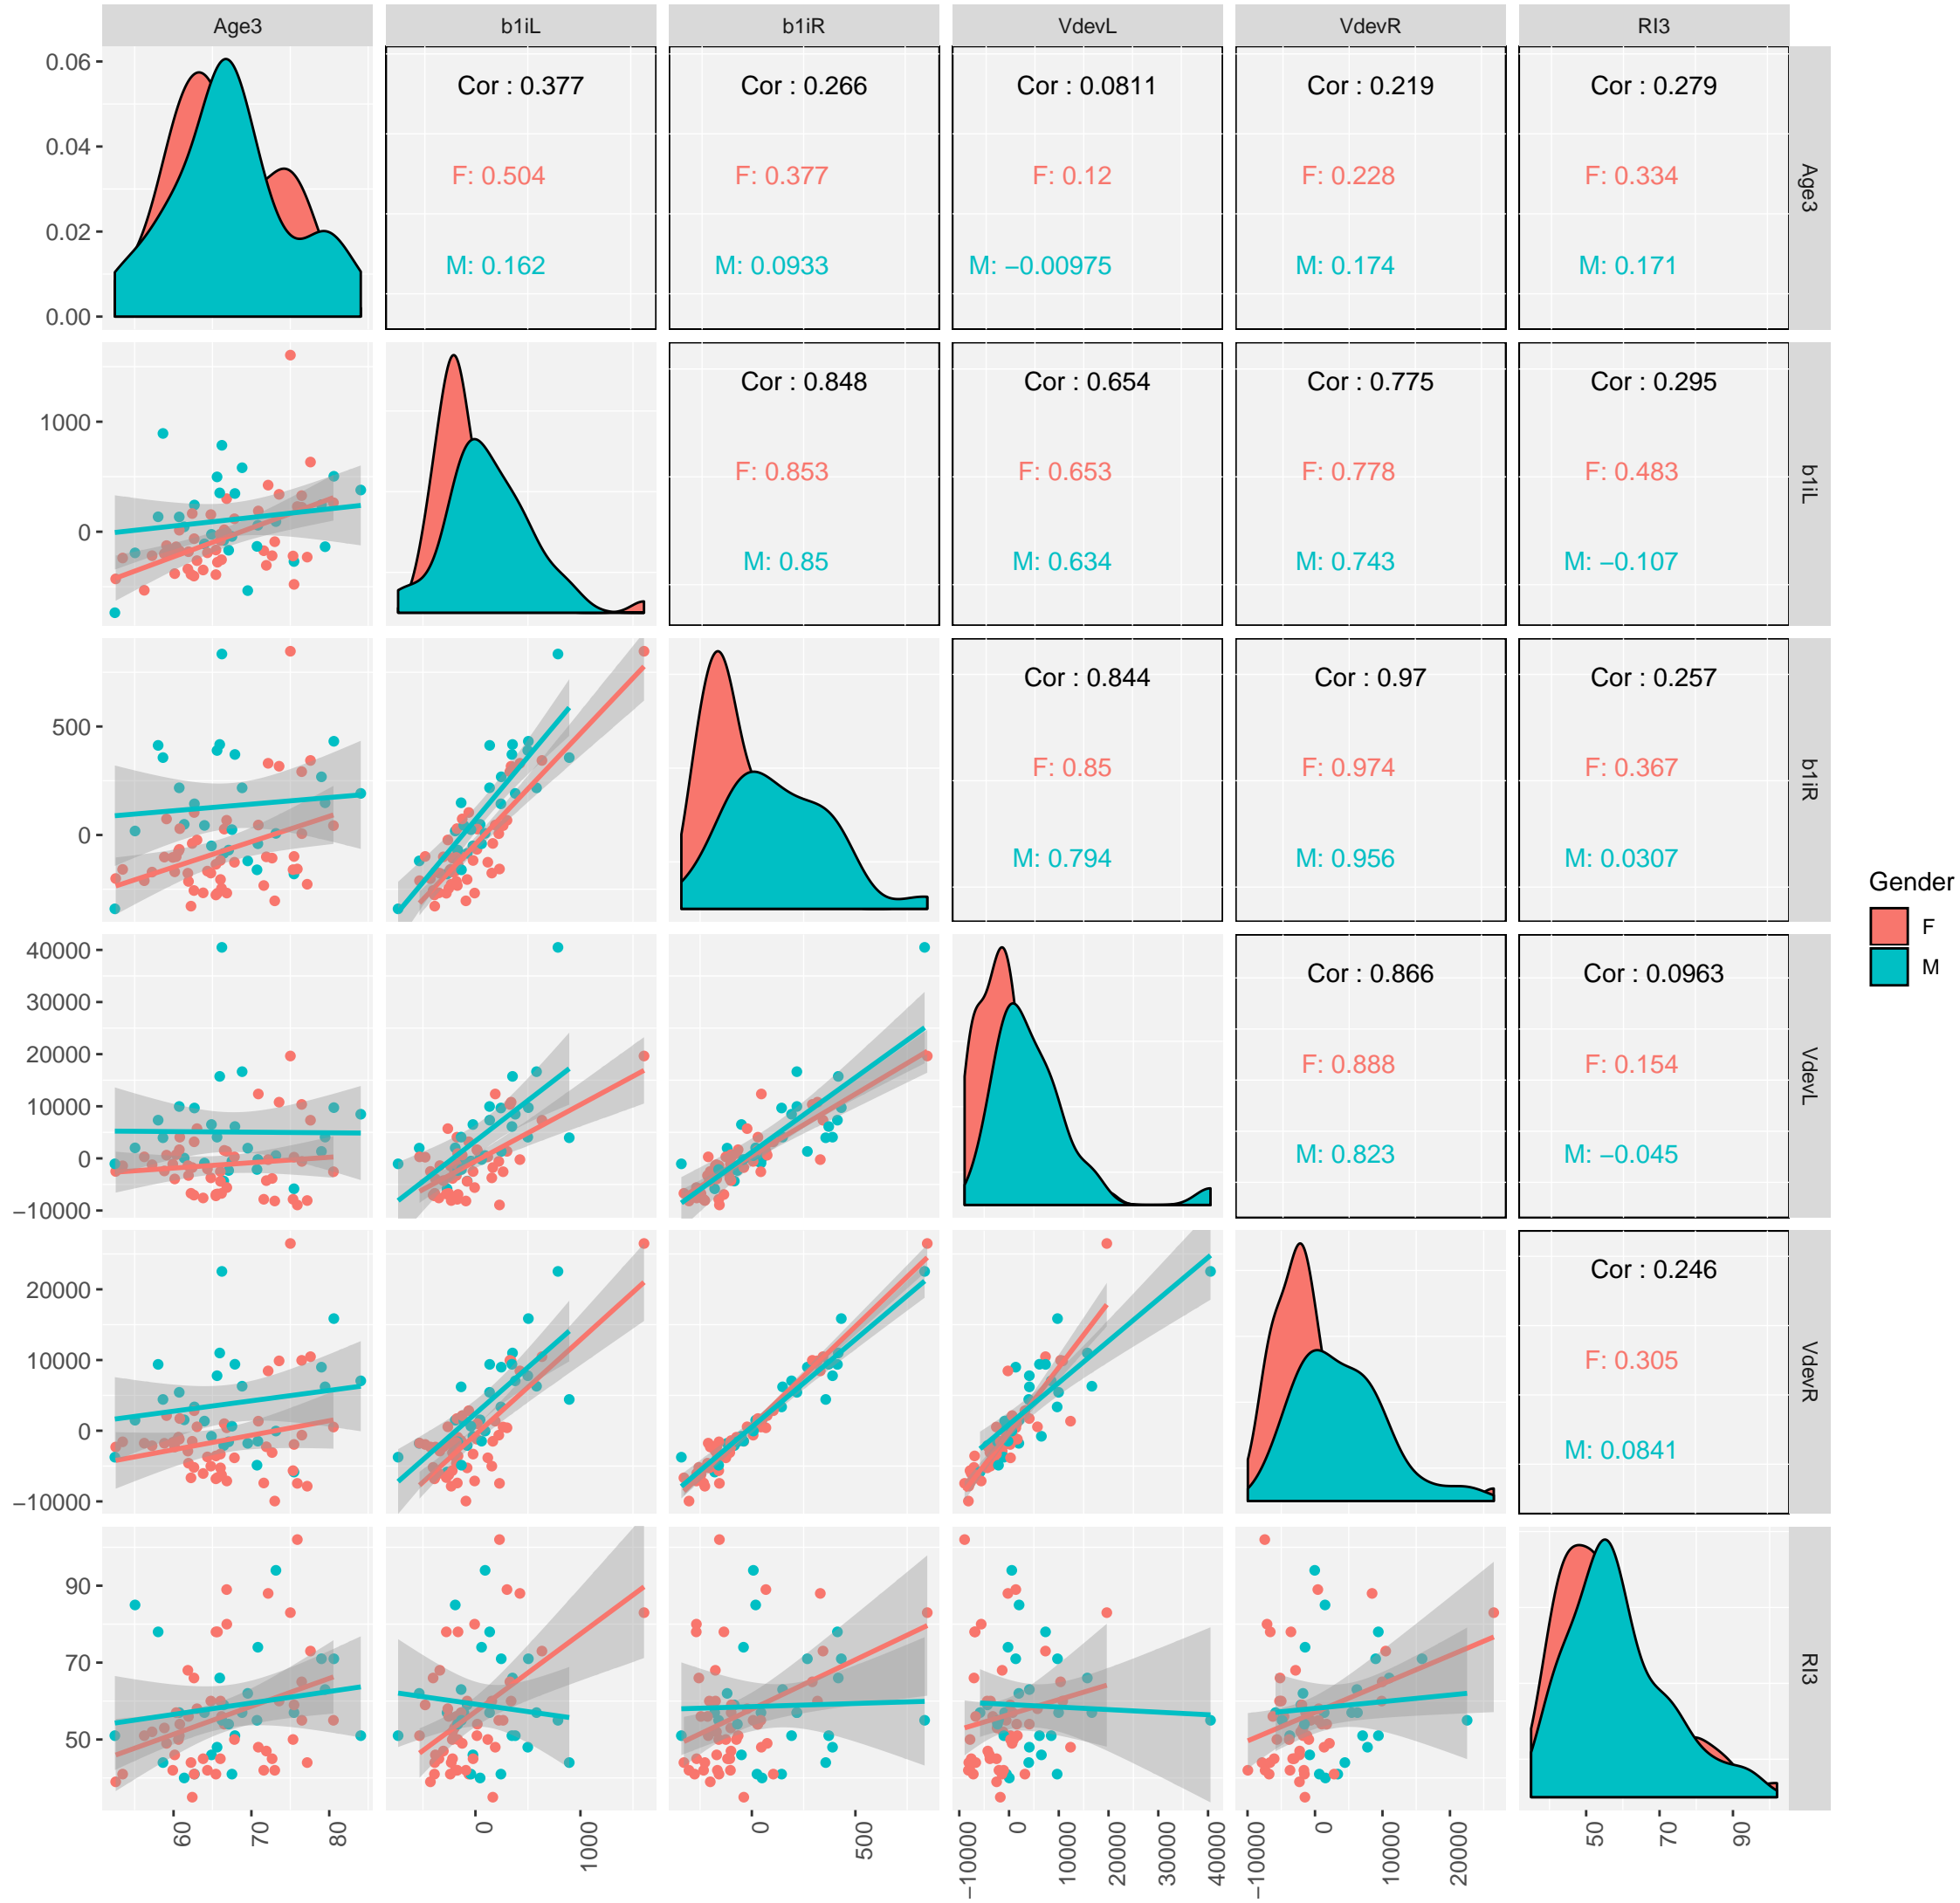 Age3 b1iL b1iR VdevL VdevR RI3
0.06
0.04
0.02
0.00
Cor : 0.377 Cor : 0.266 Cor : 0.0811 Cor : 0.219 Cor : 0.279
F: 0.504 F: 0.377 F: 0.12 F: 0.228 F: 0.334
M: 0.162 M: 0.0933 M: −0.00975 M: 0.174 M: 0.171
Age3
1000
0
Cor : 0.848 Cor : 0.654 Cor : 0.775 Cor : 0.295
F: 0.853 F: 0.653 F: 0.778 F: 0.483
M: 0.85 M: 0.634 M: 0.743 M: −0.107
b1iL
500
0
Cor : 0.844 Cor : 0.97 Cor : 0.257
F: 0.85 F: 0.974 F: 0.367
M: 0.794 M: 0.956 M: 0.0307
b1iR
40000
30000
20000
10000
0
−10000
Cor : 0.866 Cor : 0.0963
F: 0.888 F: 0.154
M: 0.823 M: −0.045
VdevL
20000
10000
0
−10000
Cor : 0.246
F: 0.305
M: 0.0841
VdevR
90
70
50
RI3
60 70 80 0 1000 0 500 −10000 0 10000 20000 30000 40000 −10000 0 10000 20000 50 70 90
Gender
F
M